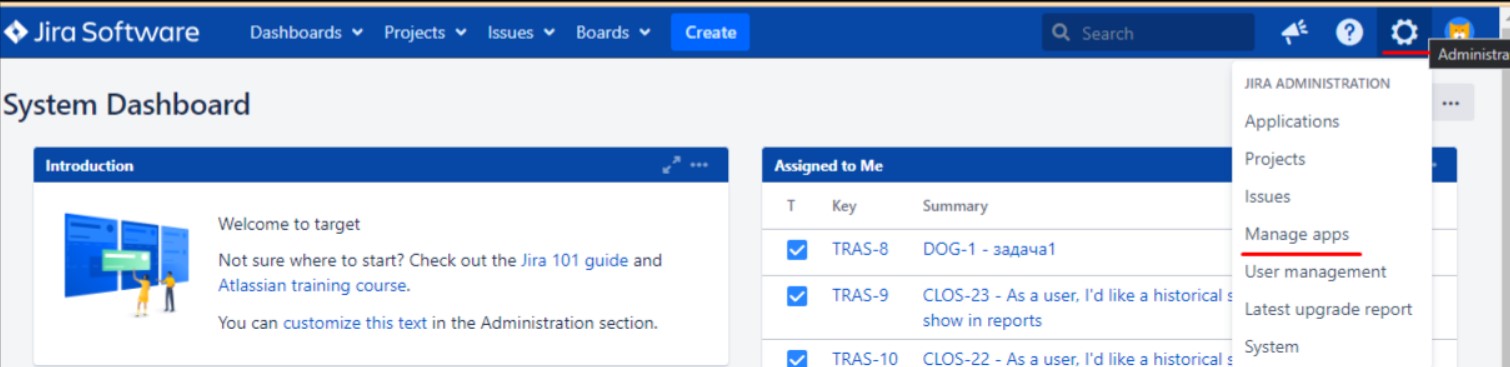 Jira Software Dashboards Projects Issues Boards Create Search
Administra
System Dashboard
JIRA ADMINISTRATION
Applications
Projects
Issues
Manage apps
User management
Latest upgrade report
System
Introduction
Welcome to target
Not sure where to start? Check out the Jira 101 guide and
Atlassian training course.
You can customize this text in the Administration section.
Assigned to Me
T Key Summary
TRAS-8 DOG-1 - задача1
TRAS-9 CLOS-23 - As a user, I'd like a historical s
show in reports
TRAS-10 CLOS-22 - As a user, I'd like a historical s